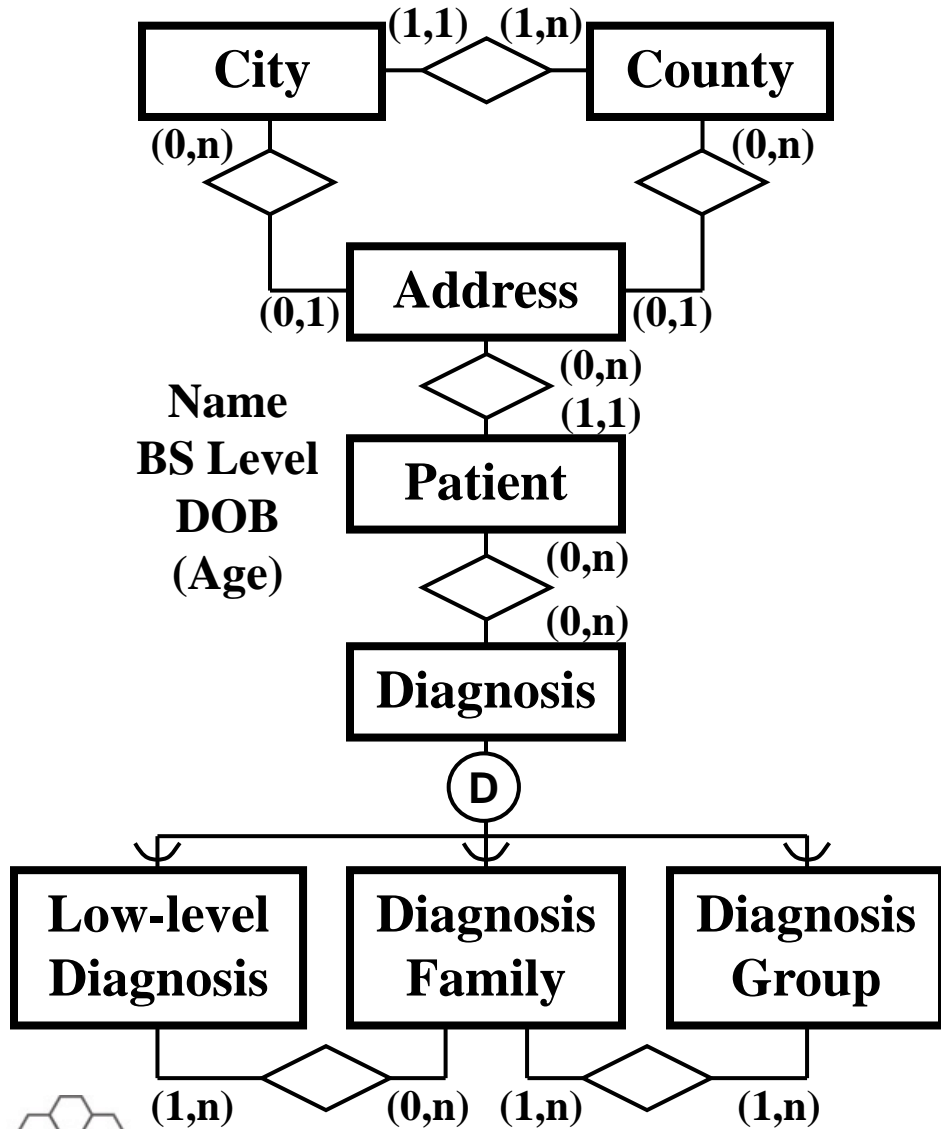 (1,1) (1,n)
City County
(0,n) (0,n)
Address
(0,1) (0,1)
(0,n)
Name
(1,1)
BS Level
Patient
DOB
(0,n)
(Age)
(0,n)
Diagnosis
D
Low-level Diagnosis Diagnosis
Diagnosis Family Group
(1,n) (0,n) (1,n) (1,n)